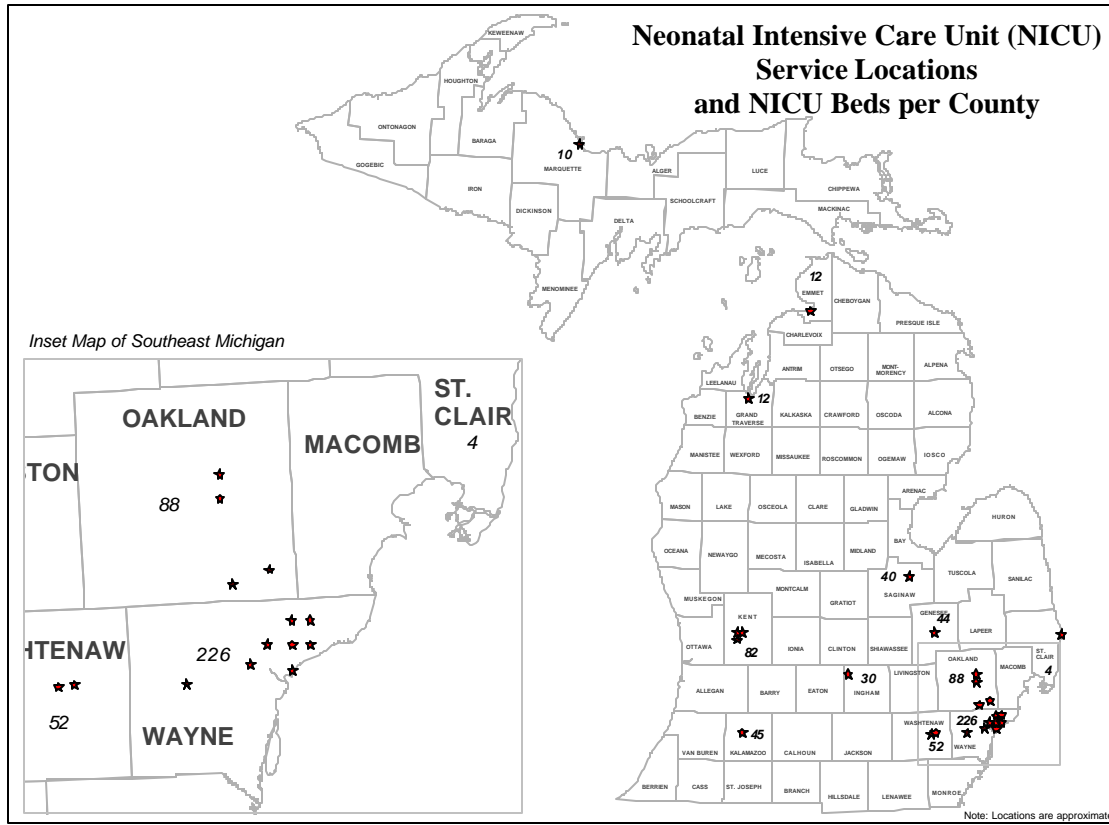 Neonatal Intensive Care Unit (NICU)
Service Locations
and NICU Beds per County
KEWEENAW
HOUGHTON
ONTONAGON
BARAGA
GOGEBIC
10
MARQUETTE
ALGER
LUCE
IRON
SCHOOLCRAFT
CHIPPEWA
MACKINAC
DICKINSON
DELTA
MENOMINEE
12
EMMET
CHEBOYGAN
PRESQUE ISLE
CHARLEVOIX
ANTRIM
OTSEGO
MONT-
MORENCY
ALPENA
LEELANAU
12
BENZIE
GRAND
TRAVERSE
KALKASKA
CRAWFORD
OSCODA
ALCONA
MANISTEE
WEXFORD
MISSAUKEE
ROSCOMMON
OGEMAW
IOSCO
ARENAC
MASON
LAKE
OSCEOLA
CLARE
GLADWIN
HURON
BAY
OCEANA
NEWAYGO
MECOSTA
ISABELLA
MIDLAND
40
SAGINAW
TUSCOLA
SANILAC
MUSKEGON
MONTCALM
GRATIOT
KENT
82
GENESEE
44
LAPEER
OTTAWA
IONIA
CLINTON
SHIAWASSEE
ST.
CLAIR
4
ALLEGAN
BARRY
EATON
30
INGHAM
LIVINGSTON
OAKLAND
88
MACOMB
45
VAN BUREN
KALAMAZOO
CALHOUN
JACKSON
WASHTENAW
52
226
WAYNE
BERRIEN
CASS
ST. JOSEPH
BRANCH
HILLSDALE
LENAWEE
MONROE
Note: Locations are approximat
Inset Map of Southeast Michigan
OAKLAND
88
MACOMB
ST.
CLAIR
4
TON
HTENAW
52
226
WAYNE